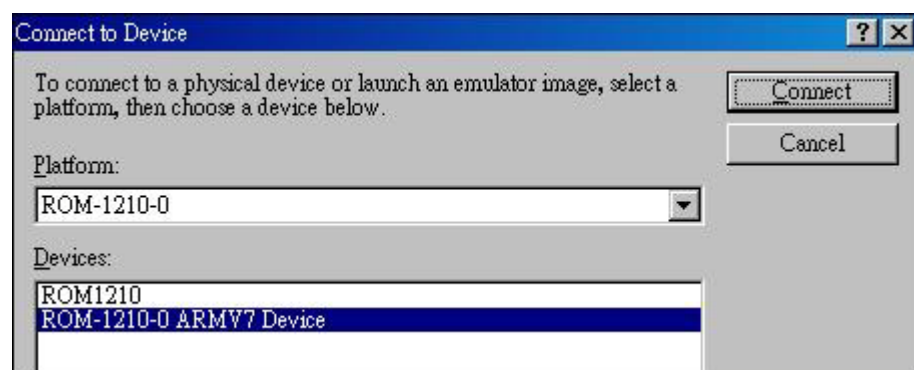 Connect to Device
To connect to a physical device or launch an emulator image, select a
platform, then choose a device below.
Connect
Cancel
Platform:
ROM-1210-0
Devices:
ROM1210
ROM-1210-0 ARMV7 Device